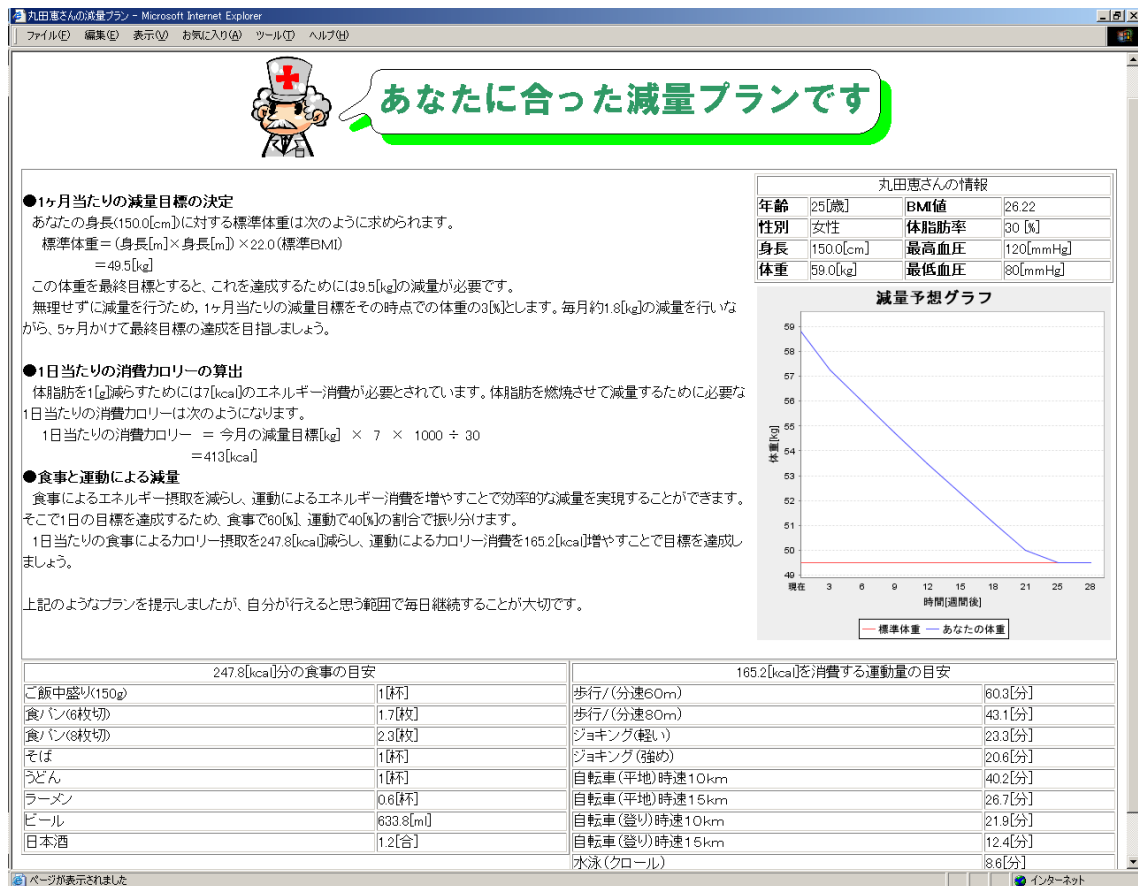 丸田恵さんの減量プラン - Microsoft Internet Explorer
ファイル(F) 編集(E) 表示(V) お気に入り(A) ツール(T) ヘルプ(H)
あなたに合った減量プランです
●1ヶ月当たりの減量目標の決定
あなたの身長(150.0[cm])に対する標準体重は次のように求められます。
標準体重=(身長[m]×身長[m])×22.0(標準BMI)
=49.5[kg]
この体重を最終目標とすると、これを達成するためには9.5[kg]の減量が必要です。
無理せずに減量を行うため, 1ヶ月当たりの減量目標をその時点での体重の3[%]とします。毎月約1.8[kg]の減量を行いな
がら、5ヶ月かけて最終目標の達成を目指しましょう。
●1日当たりの消費カロリーの算出
体脂肪を1[g]減らすためには7[kcal]のエネルギー消費が必要とされています。体脂肪を燃焼させて減量するために必要な
1日当たりの消費カロリーは次のようになります。
1日当たりの消費カロリー = 今月の減量目標[kg] × 7 × 1000 ÷ 30
=413[kcal]
●食事と運動による減量
食事によるエネルギー摂取を減らし、運動によるエネルギー消費を増やすことで効率的な減量を実現することができます。
そこで1日の目標を達成するため、食事で60[%]、運動で40[%]の割合で振り分けます。
1日当たりの食事によるカロリー摂取を247.8[kcal]減らし、運動によるカロリー消費を165.2[kcal]増やすことで目標を達成し
ましょう。
上記のようなプランを提示しましたが、自分が行えると思う範囲で毎日継続することが大切です。
丸田恵さんの情報
年齢 25[歳] BMI値 26.22
性別 女性 体脂肪率 30 [%]
身長 150.0[cm] 最高血圧 120[mmHg]
体重 59.0[kg] 最低血圧 80[mmHg]
減量予想グラフ
体重[kg]
59
58
57
56
55
54
53
52
51
50
49
現在 3 6 9 12 15 18 21 25 28
時間[週間後]
標準体重 あなたの体重
247.8[kcal]分の食事の目安
ご飯中盛り(150g) 1[杯]
食パン(6枚切) 1.7[枚]
食パン(8枚切) 2.3[枚]
そば 1[杯]
うどん 1[杯]
ラーメン 0.6[杯]
ビール 633.8[ml]
日本酒 1.2[合]
165.2[kcal]を消費する運動量の目安
歩行/(分速60m) 60.3[分]
歩行/(分速80m) 43.1[分]
ジョキング(軽い) 23.3[分]
ジョキング(強め) 20.6[分]
自転車(平地)時速10km 40.2[分]
自転車(平地)時速15km 26.7[分]
自転車(登り)時速10km 21.9[分]
自転車(登り)時速15km 12.4[分]
水泳(クロール) 8.6[分]
ページが表示されました
インターネット